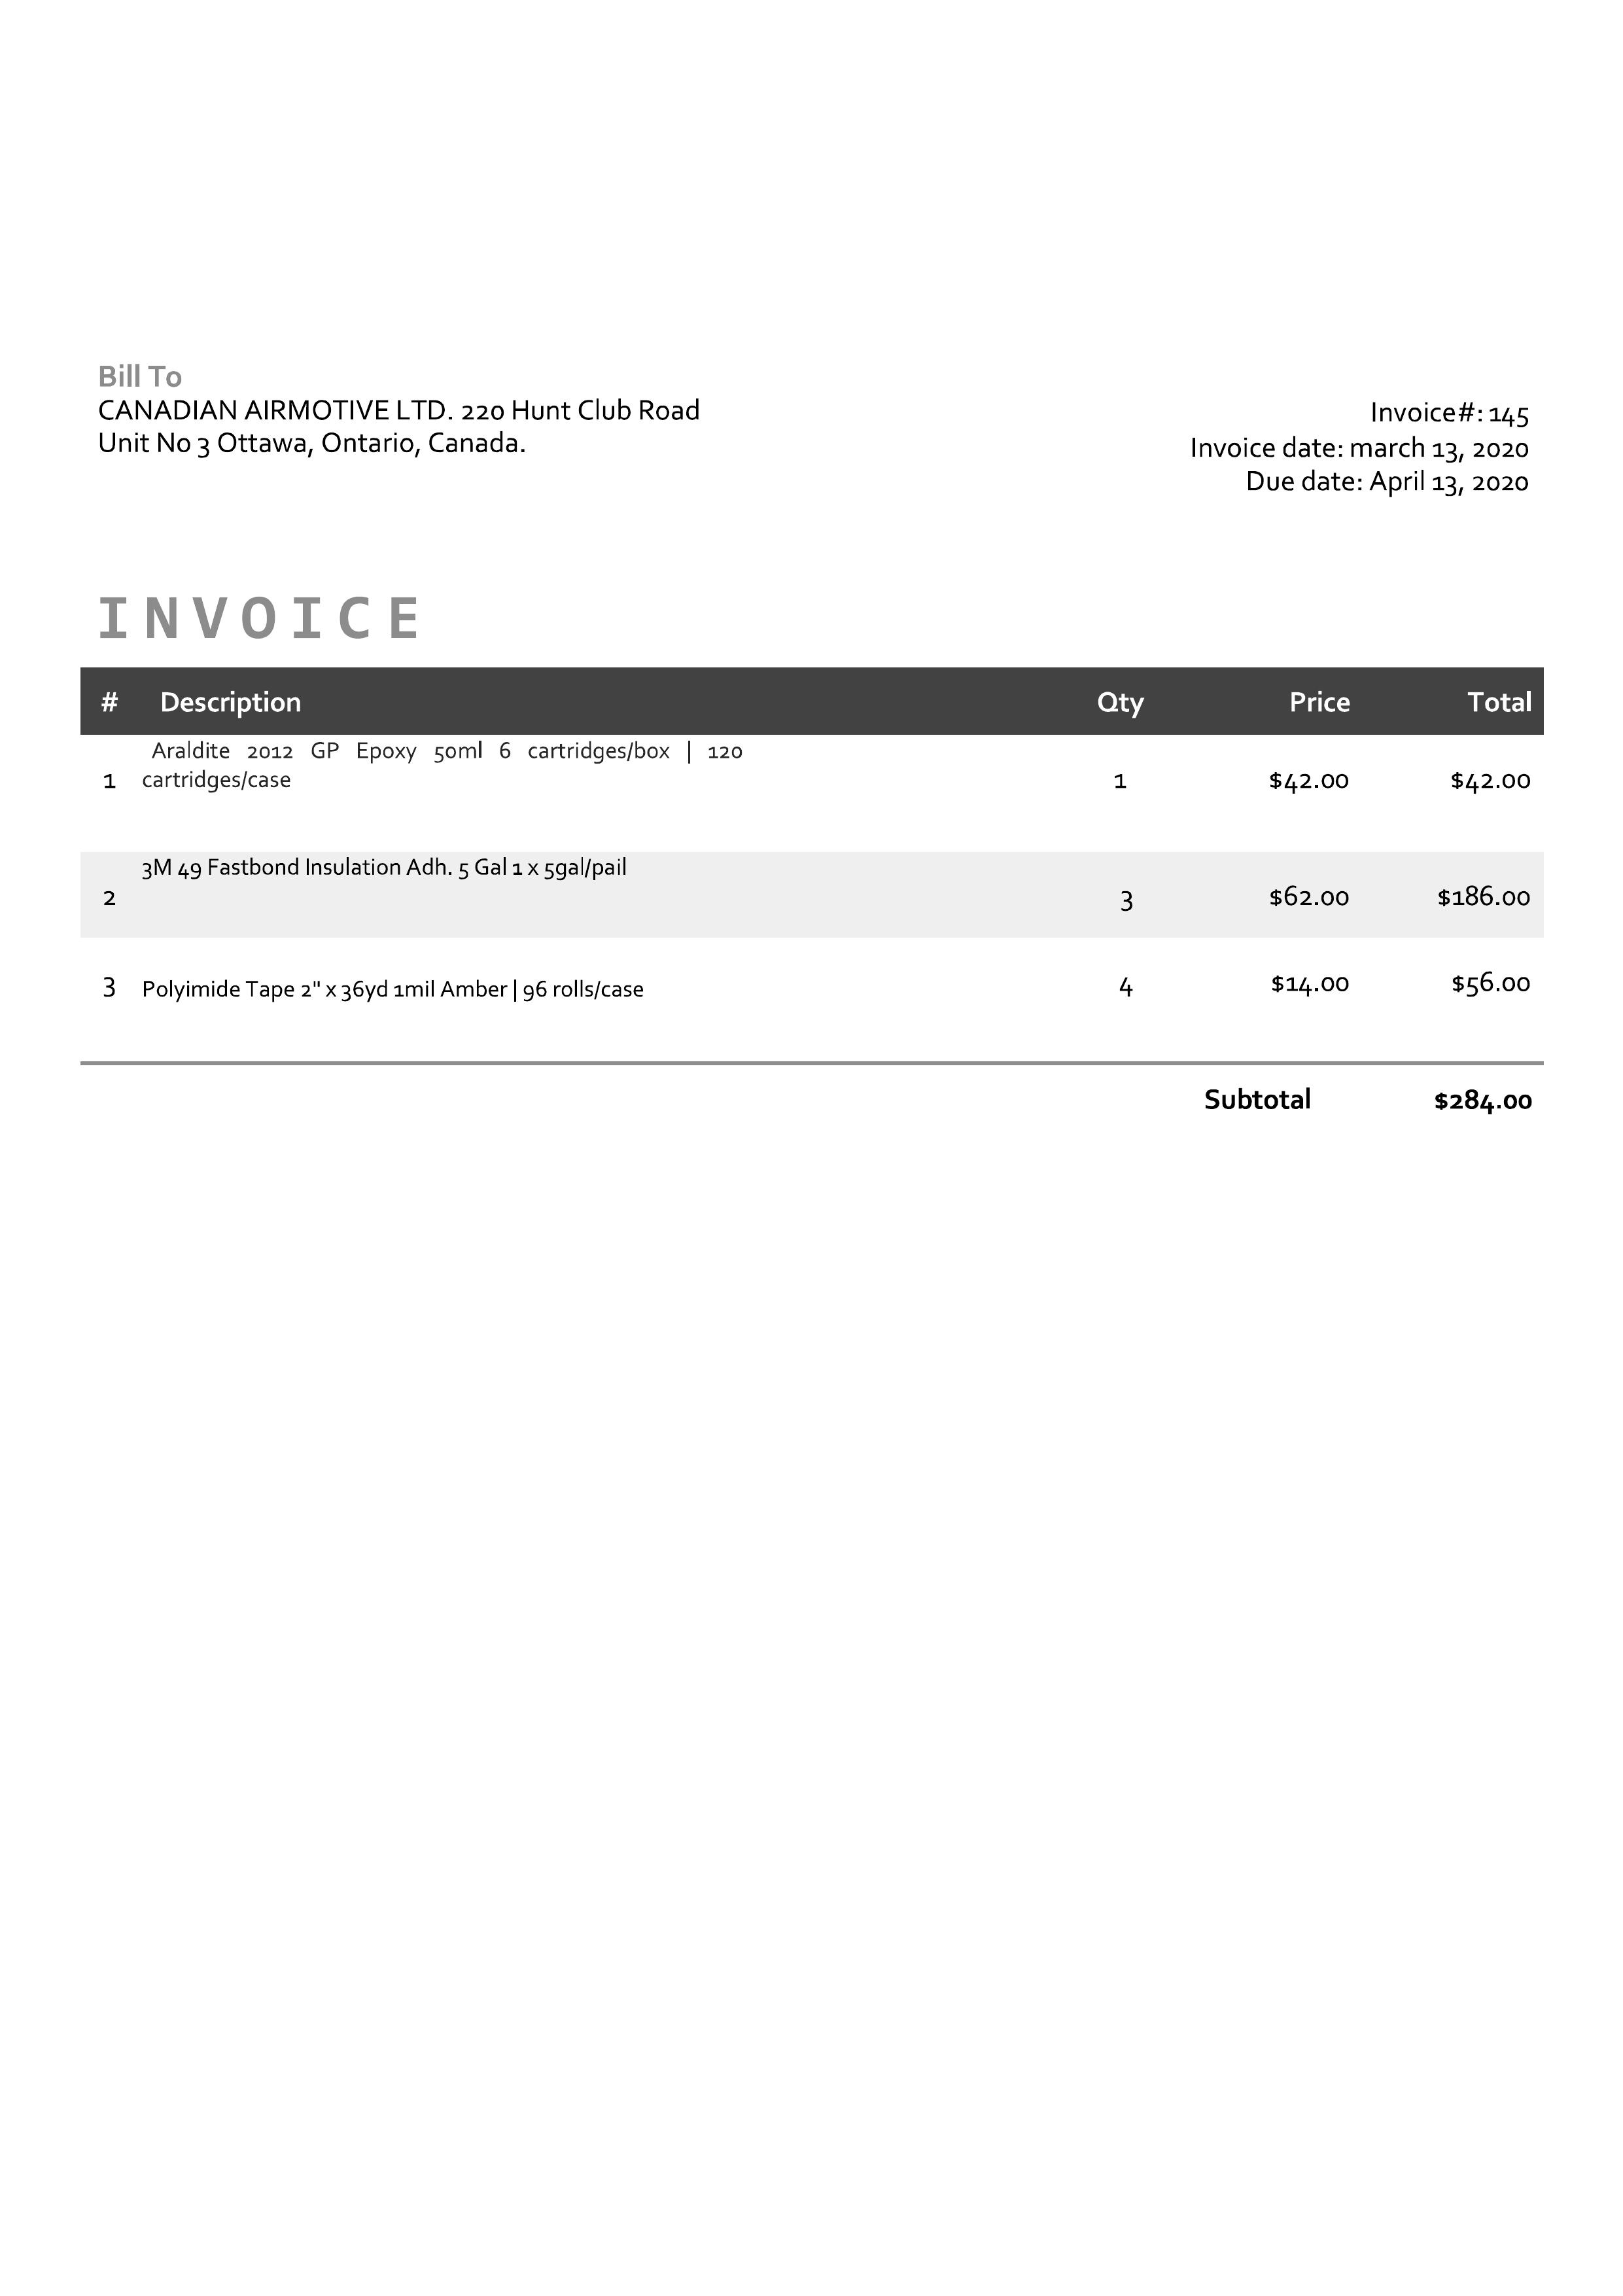 Bill To
CANADIAN AIRMOTIVE LTD. 220 Hunt Club Road
Unit No 3 Ottawa, Ontario, Canada.
Invoice#: 145
Invoice date: march 13, 2020
Due date: April 13, 2020
INVOICE
# Description Qty Price Total
1 Araldite 2012 GP Epoxy 50ml 6 cartridges/box | 120
cartridges/case 1 $42.00 $42.00
2 3M 49 Fastbond Insulation Adh. 5 Gal 1 x 5gal/pail 3 $62.00 $186.00
3 Polyimide Tape 2" x 36yd 1mil Amber | 96 rolls/case 4 $14.00 $56.00
Subtotal $284.00